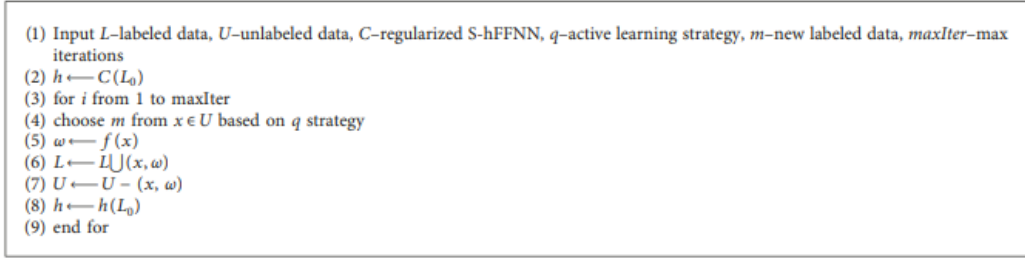 (1) Input L–labeled data, U–unlabeled data, C–regularized S-hFFNN, q–active learning strategy, m–new labeled data, maxIter–max
iterations
(2) h ⟵ C(L₀)
(3) for i from 1 to maxIter
(4) choose m from x ∈ U based on q strategy
(5) ω ⟵ f(x)
(6) L ⟵ L⋃(x, ω)
(7) U ⟵ U − (x, ω)
(8) h ⟵ h(L₀)
(9) end for